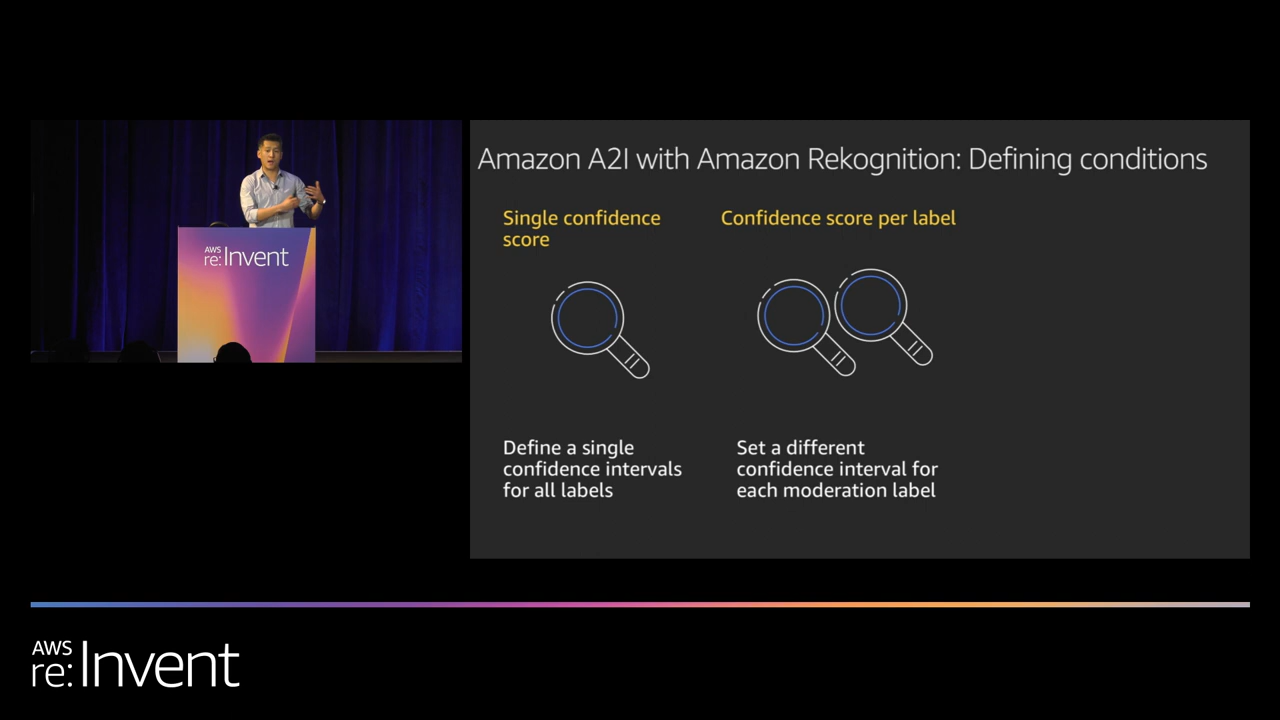 AWS
re:Invent
Amazon A2I with Amazon Rekognition: Defining conditions
Single confidence
score
Confidence score per label
Define a single
confidence intervals
for all labels
Set a different
confidence interval for
each moderation label
AWS
re:Invent